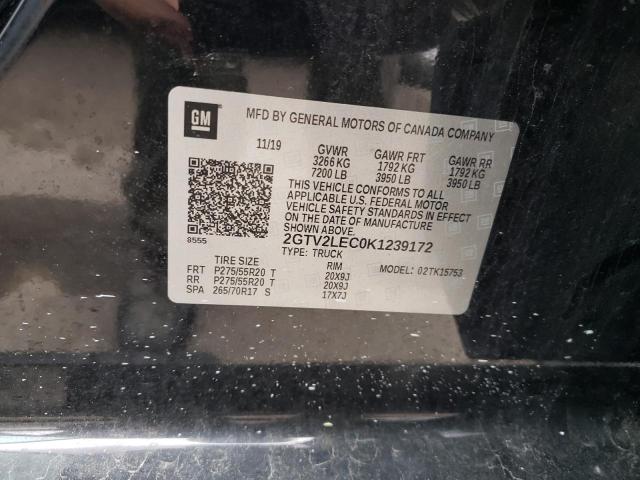 GM
MFD BY GENERAL MOTORS OF CANADA COMPANY
11/19 GVWR GAWR FRT GAWR RR
3266 KG 1792 KG 1792 KG
7200 LB 3950 LB 3950 LB
THIS VEHICLE CONFORMS TO ALL
APPLICABLE U.S. FEDERAL MOTOR
VEHICLE SAFETY STANDARDS IN EFFECT
ON THE DATE OF MANUFACTURE
SHOWN ABOVE.
8555 2GTV2LEC0K1239172
TYPE: TRUCK
TIRE SIZE RIM MODEL: 02TK15753
FRT P275/55R20 T 20X9J
RR P275/55R20 T 20X9J
SPA 265/70R17 S 17X7J